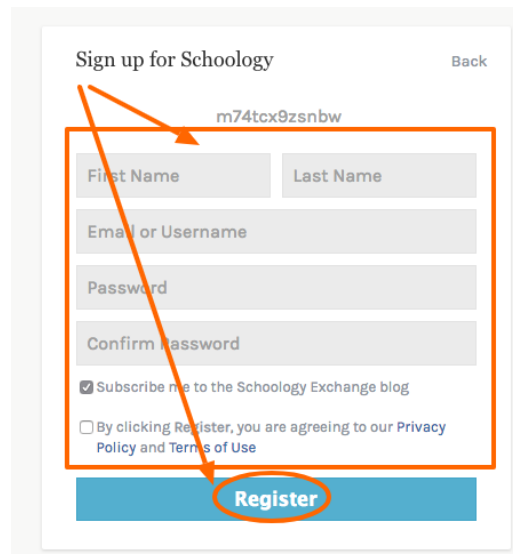 Sign up for Schoology
Back
m74tcx9zsnbw
First Name
Last Name
Email or Username
Password
Confirm Password
Subscribe me to the Schoology Exchange blog
By clicking Register, you are agreeing to our Privacy
Policy and Terms of Use
Register